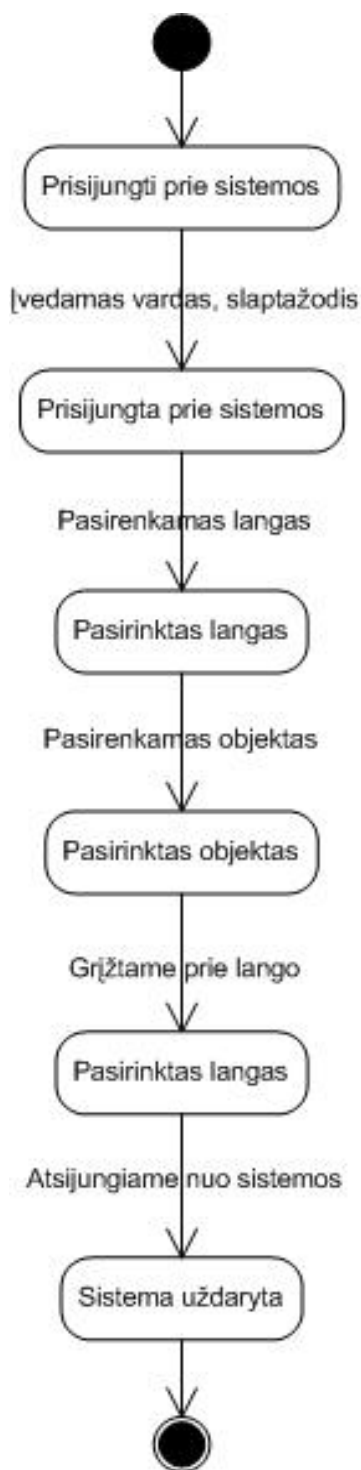 Prisijungti prie sistemos
Įvedamas vardas, slaptažodis
Prisijungta prie sistemos
Pasirenkamas langas
Pasirinktas langas
Pasirenkamas objektas
Pasirinktas objektas
Grįžtame prie lango
Pasirinktas langas
Atsijungiame nuo sistemos
Sistema uždaryta